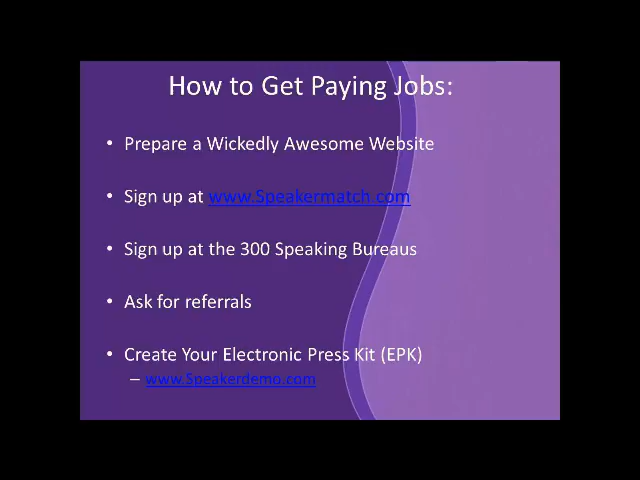 How to Get Paying Jobs:
• Prepare a Wickedly Awesome Website
• Sign up at www.Speakermatch.com
• Sign up at the 300 Speaking Bureaus
• Ask for referrals
• Create Your Electronic Press Kit (EPK)
– www.Speakerdemo.com